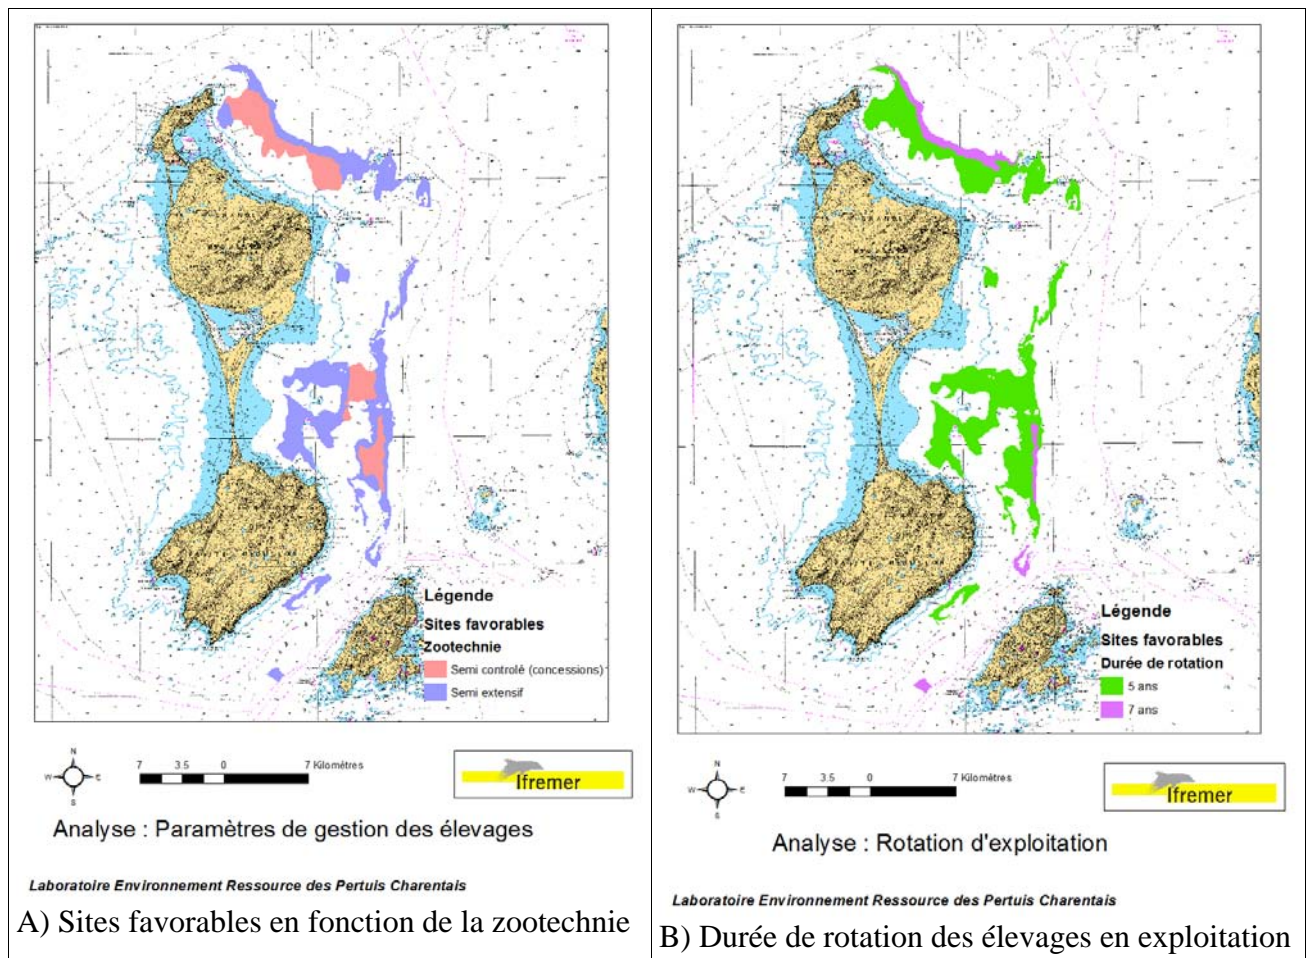 Légende
Sites favorables
Zootechnie
Semi controlé (concessions)
Semi extensif
N
W
E
S
7 3.5 0 7 Kilomètres
Ifremer
Analyse : Paramètres de gestion des élevages
Laboratoire Environnement Ressource des Pertuis Charentais
A) Sites favorables en fonction de la zootechnie
Légende
Sites favorables
Durée de rotation
5 ans
7 ans
N
W
E
S
7 3.5 0 7 Kilomètres
Ifremer
Analyse : Rotation d'exploitation
Laboratoire Environnement Ressource des Pertuis Charentais
B) Durée de rotation des élevages en exploitation